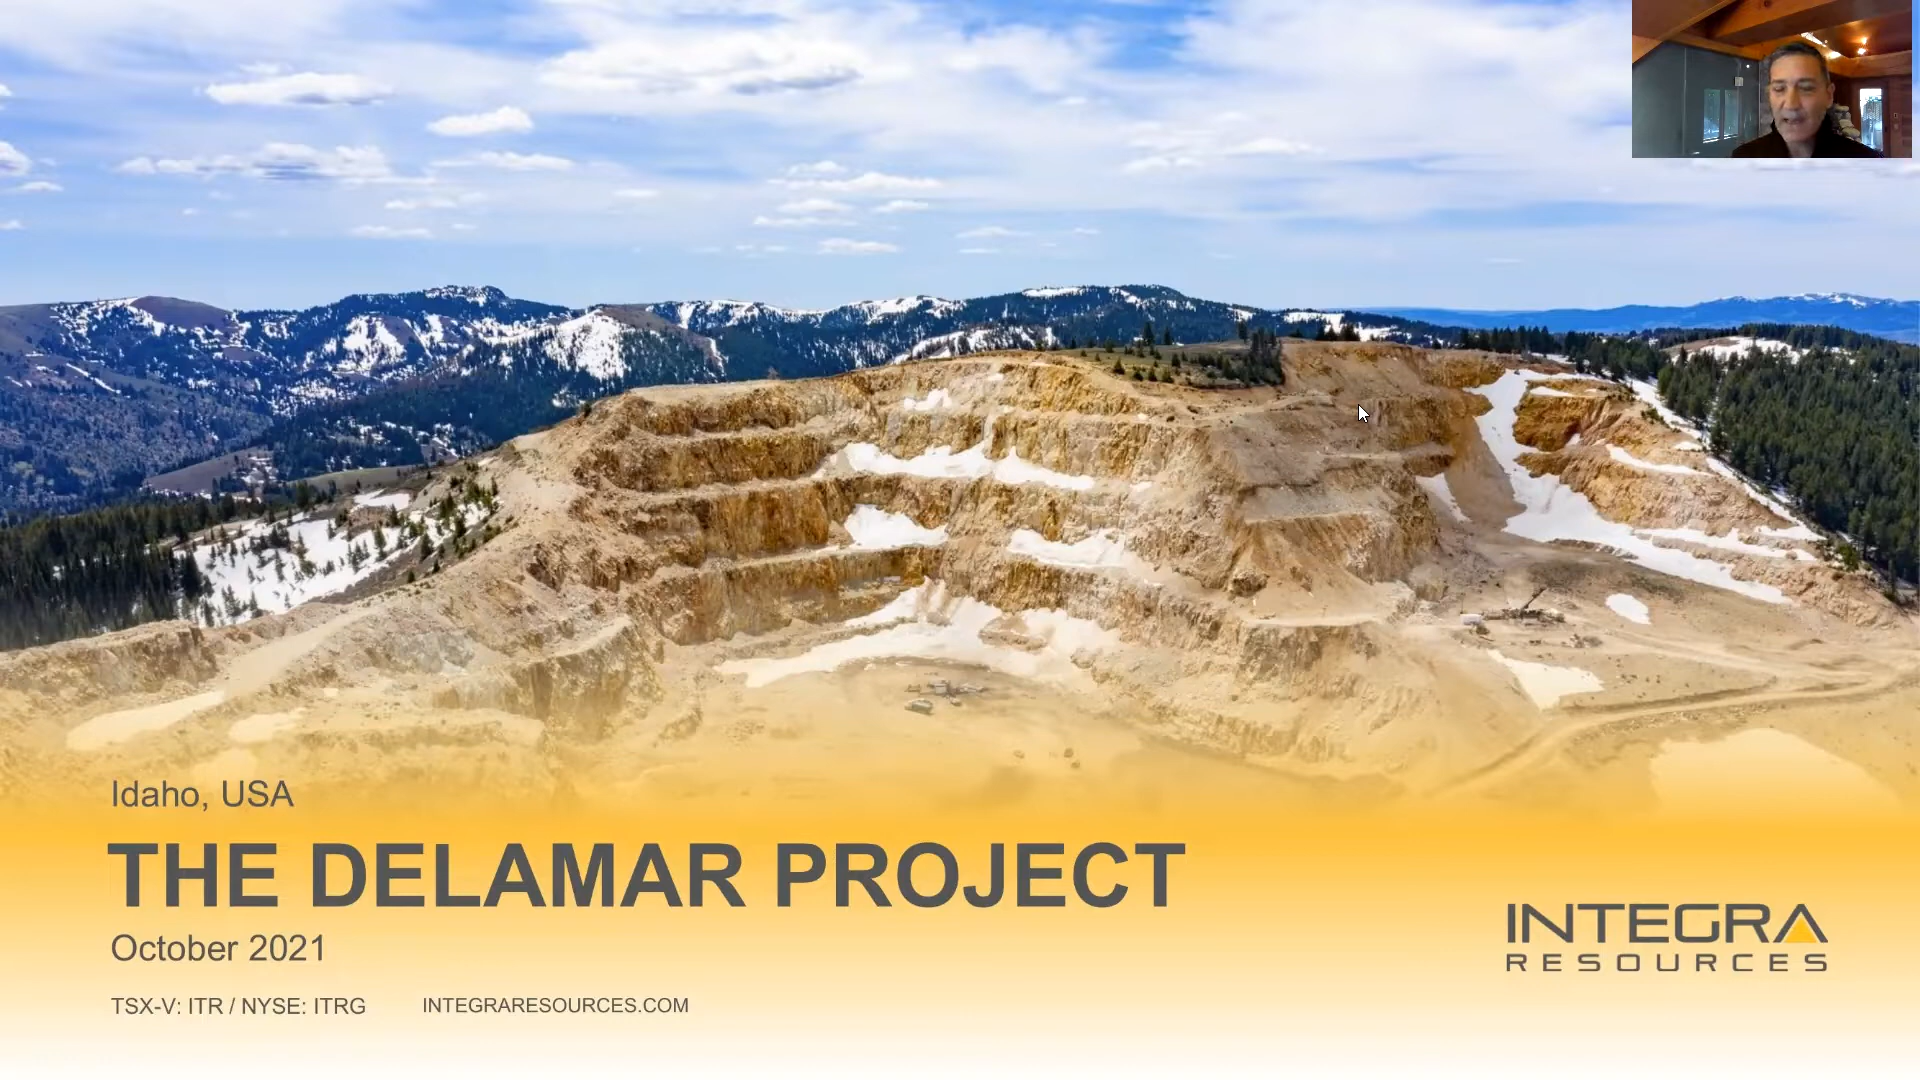 Idaho, USA
THE DELAMAR PROJECT
October 2021
TSX-V: ITR / NYSE: ITRG
INTEGRARESOURCES.COM
INTEGRA
RESOURCES